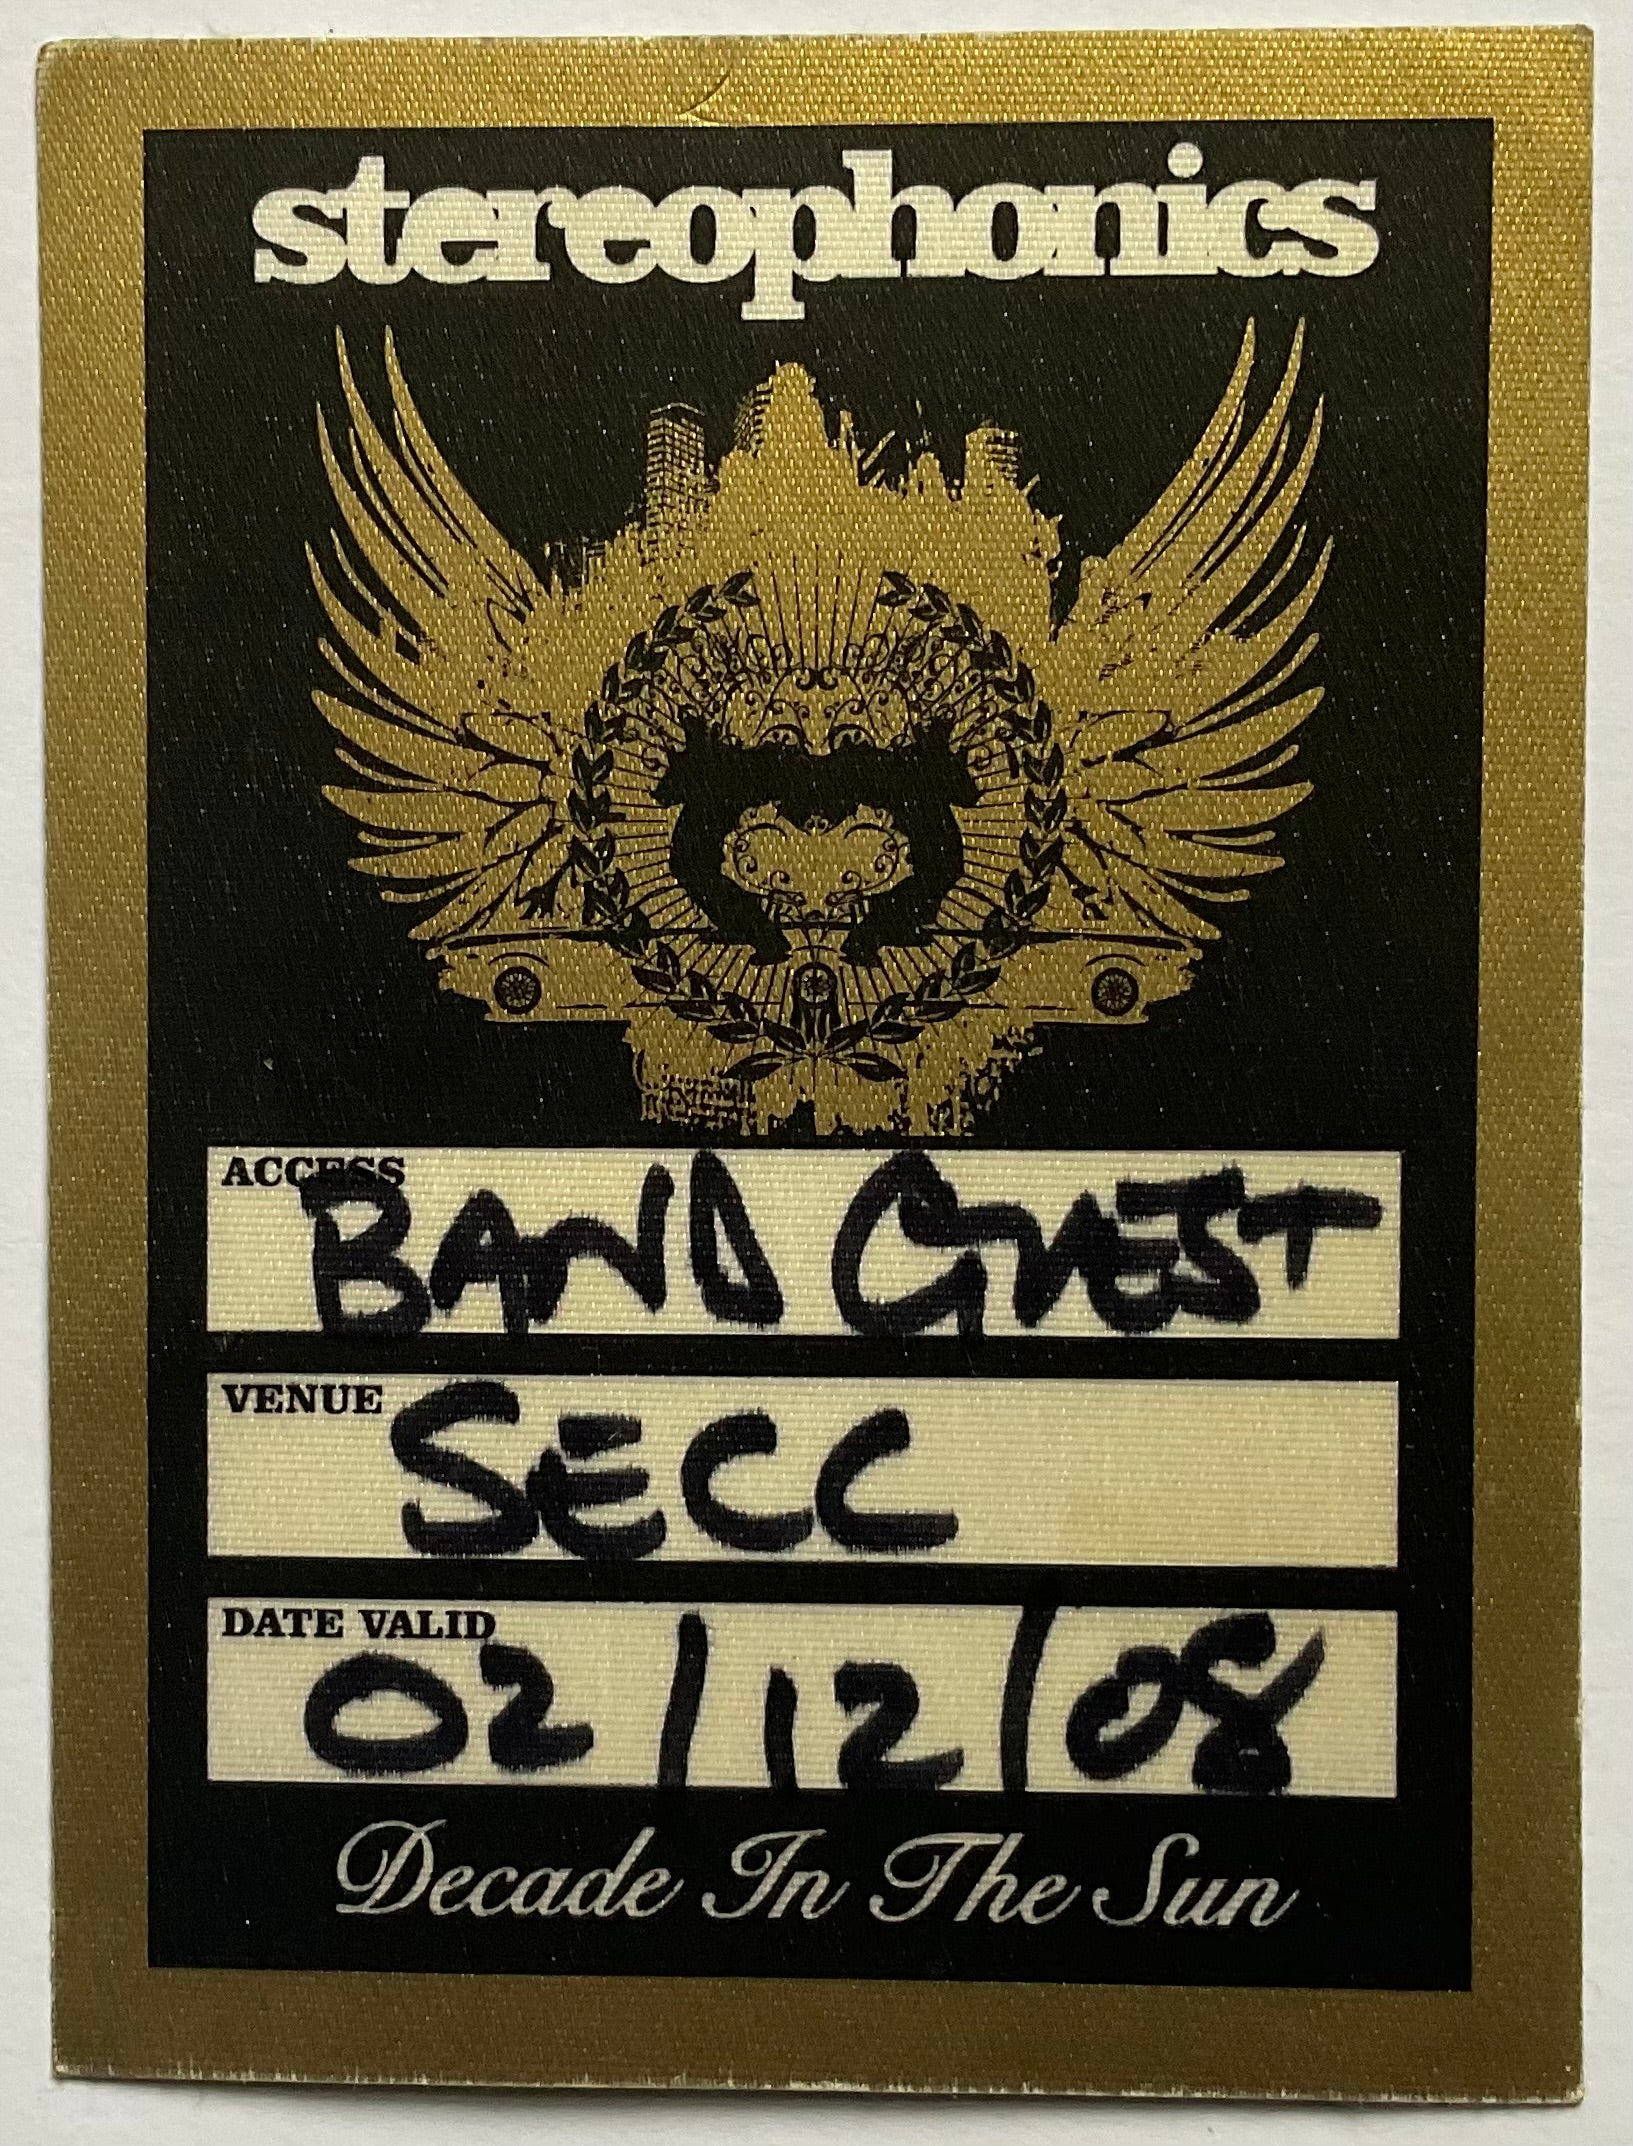 stereophonics
ACCESS
BAND GUEST
VENUE
SECC
DATE VALID
02/12/08
Decade In The Sun